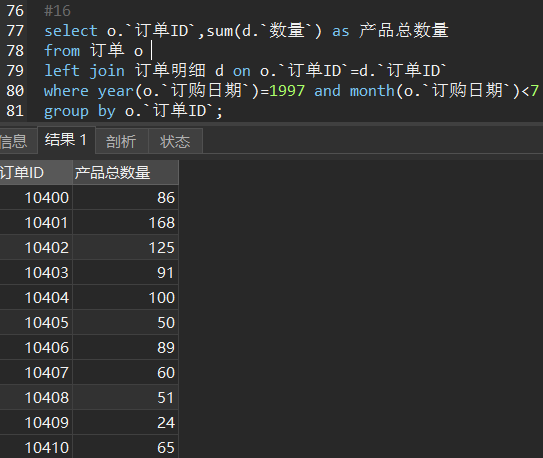 76 #16
77 select o.`订单ID`,sum(d.`数量`) as 产品总数量
78 from 订单 o
79 left join 订单明细 d on o.`订单ID`=d.`订单ID`
80 where year(o.`订购日期`)=1997 and month(o.`订购日期`)<7
81 group by o.`订单ID`;
信息 结果 1 剖析 状态
订单ID 产品总数量
10400 86
10401 168
10402 125
10403 91
10404 100
10405 50
10406 89
10407 60
10408 51
10409 24
10410 65